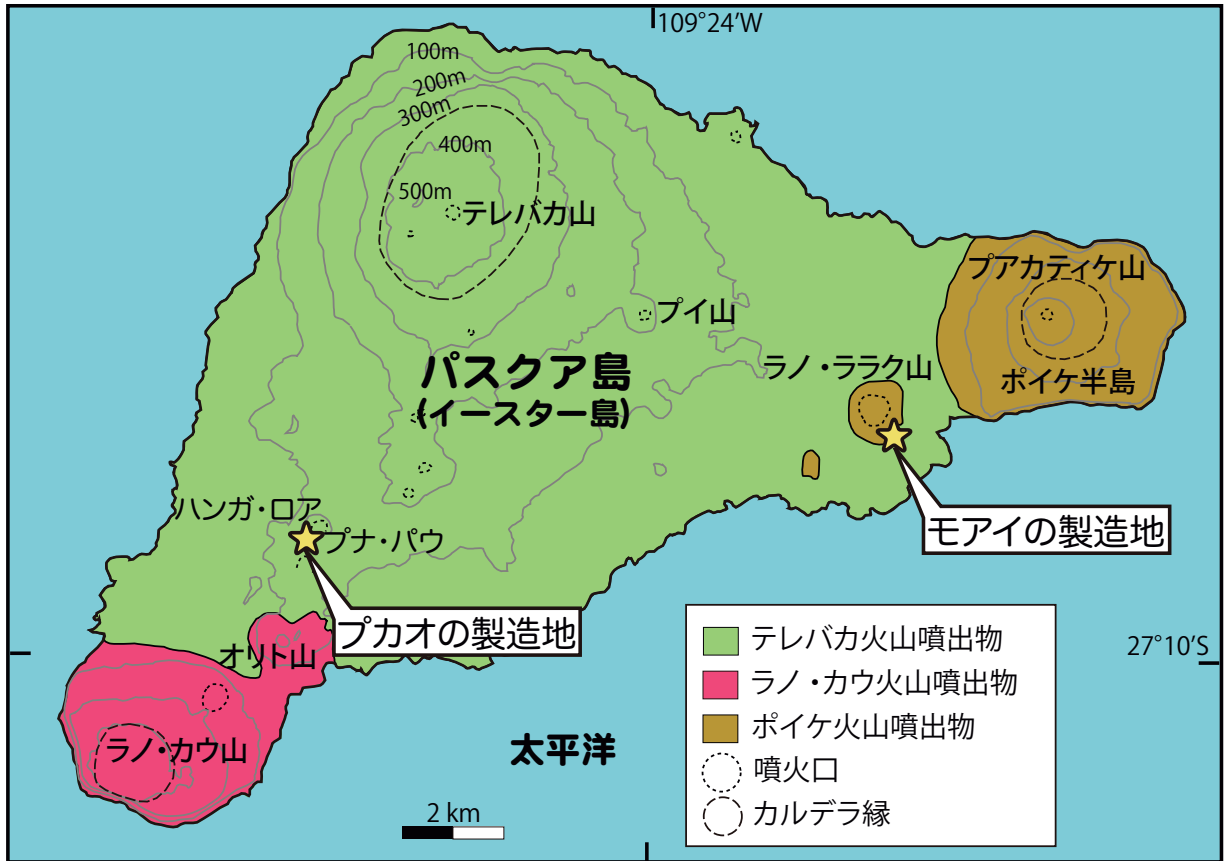 109°24'W
100m
200m
300m
400m
500m
テレバカ山
プアカティケ山
プイ山
パスクア島
(イースター島)
ラノ・ララク山
ポイケ半島
ハンガ・ロア
プナ・パウ
モアイの製造地
プカオの製造地
オリト山
27°10'S
ラノ・カウ山
太平洋
2 km
テレバカ火山噴出物
ラノ・カウ火山噴出物
ポイケ火山噴出物
噴火口
カルデラ縁